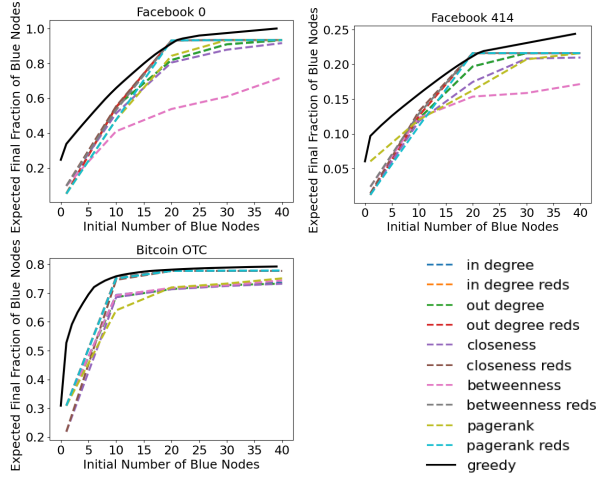 Facebook 0
Expected Final Fraction of Blue Nodes
1.0
0.8
0.6
0.4
0.2
0 5 10 15 20 25 30 35 40
Initial Number of Blue Nodes
Facebook 414
Expected Final Fraction of Blue Nodes
0.25
0.20
0.15
0.10
0.05
0 5 10 15 20 25 30 35 40
Initial Number of Blue Nodes
Bitcoin OTC
Expected Final Fraction of Blue Nodes
0.8
0.7
0.6
0.5
0.4
0.3
0.2
0 5 10 15 20 25 30 35 40
Initial Number of Blue Nodes
in degree
in degree reds
out degree
out degree reds
closeness
closeness reds
betweenness
betweenness reds
pagerank
pagerank reds
greedy